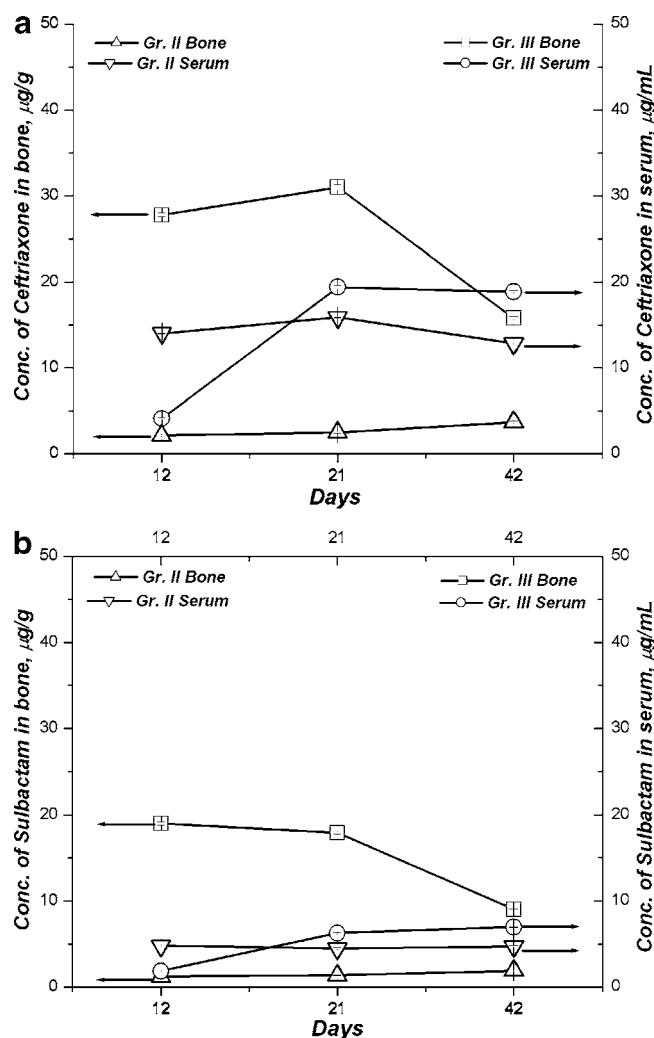 a
Gr. II Bone
Gr. II Serum
Gr. III Bone
Gr. III Serum
Conc. of Ceftriaxone in bone, µg/g
50
40
30
20
10
0
Conc. of Ceftriaxone in serum, µg/mL
50
40
30
20
10
0
12 21 42
Days
b
12 21 42
Gr. II Bone
Gr. II Serum
Gr. III Bone
Gr. III Serum
Conc. of Sulbactam in bone, µg/g
50
40
30
20
10
0
Conc. of Sulbactam in serum, µg/mL
50
40
30
20
10
0
12 21 42
Days